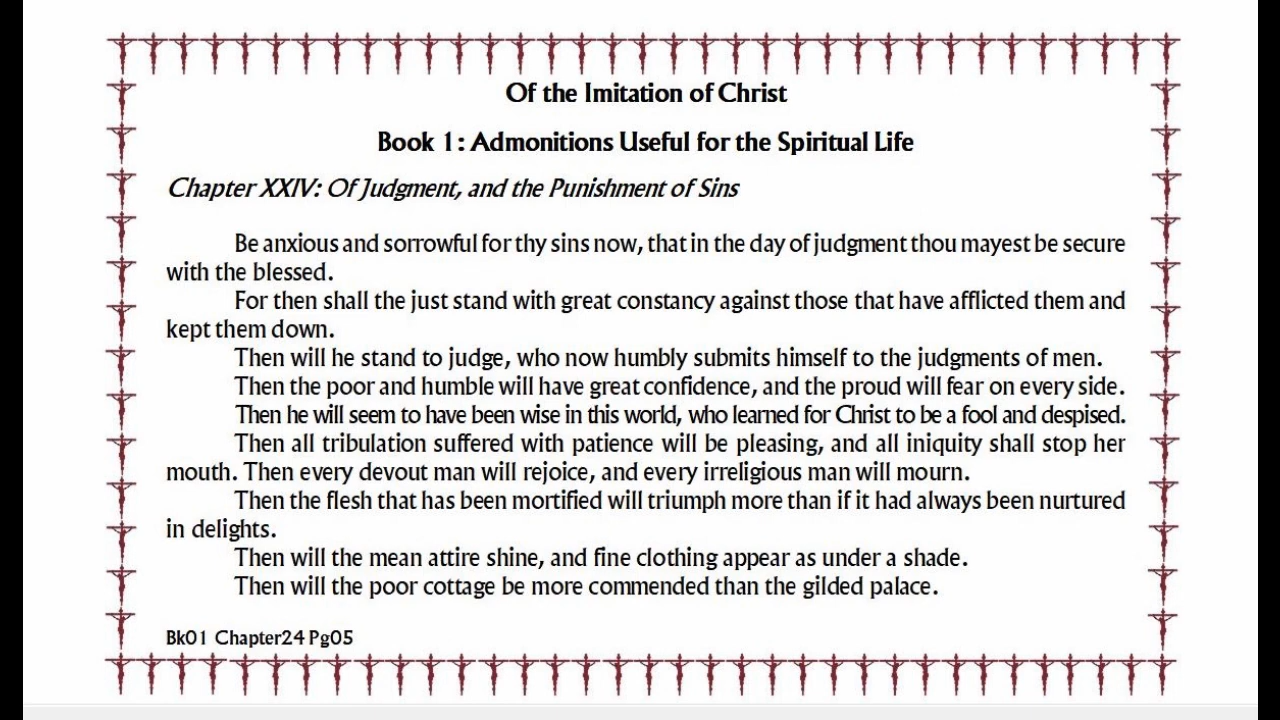 Of the Imitation of Christ
Book 1: Admonitions Useful for the Spiritual Life
Chapter XXIV: Of Judgment, and the Punishment of Sins
Be anxious and sorrowful for thy sins now, that in the day of judgment thou mayest be secure
with the blessed.
For then shall the just stand with great constancy against those that have afflicted them and
kept them down.
Then will he stand to judge, who now humbly submits himself to the judgments of men.
Then the poor and humble will have great confidence, and the proud will fear on every side.
Then he will seem to have been wise in this world, who learned for Christ to be a fool and despised.
Then all tribulation suffered with patience will be pleasing, and all iniquity shall stop her
mouth. Then every devout man will rejoice, and every irreligious man will mourn.
Then the flesh that has been mortified will triumph more than if it had always been nurtured
in delights.
Then will the mean attire shine, and fine clothing appear as under a shade.
Then will the poor cottage be more commended than the gilded palace.
Bk01 Chapter24 Pg05